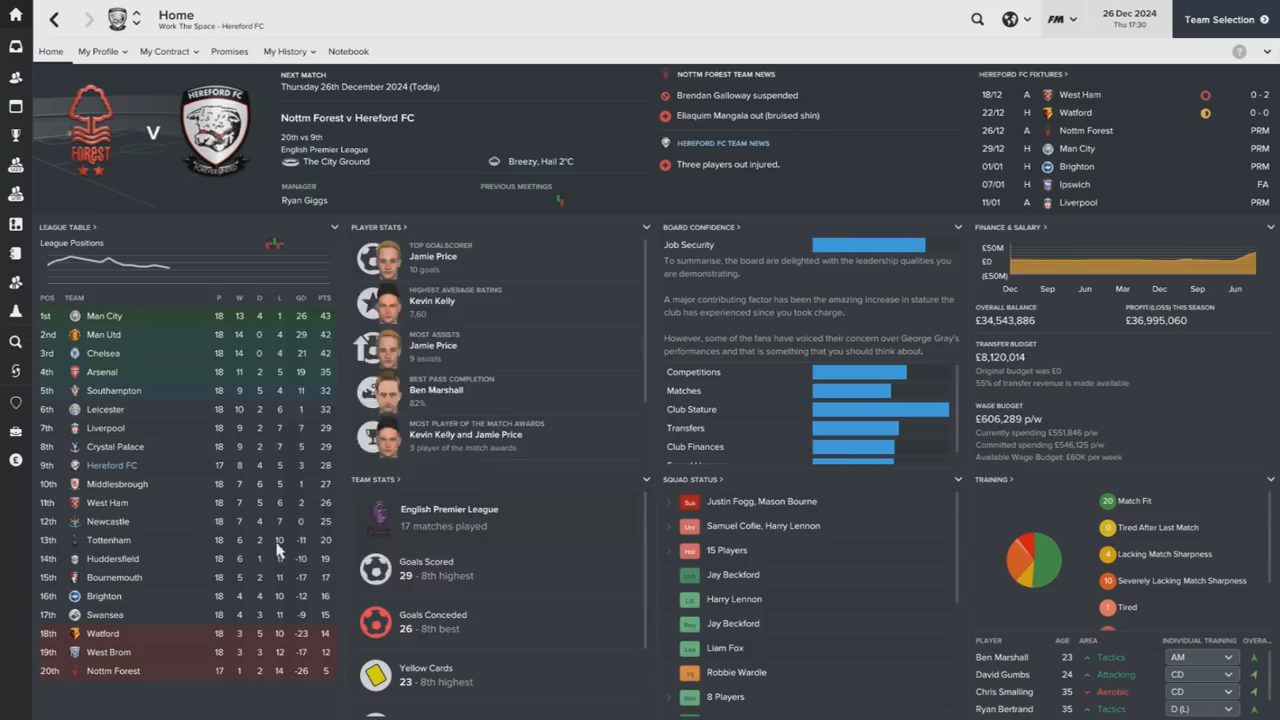 Home
Work The Space - Hereford FC
FM
26 Dec 2024
Thu 17:30
Team Selection
Home
My Profile
My Contract
Promises
My History
Notebook
?
FOREST
V
HEREFORD FC
FOREVER UNITED
NEXT MATCH
Thursday 26th December 2024 (Today)
Nottm Forest v Hereford FC
20th vs 9th
English Premier League
The City Ground
Breezy, Hail 2°C
MANAGER
Ryan Giggs
PREVIOUS MEETINGS
NOTTM FOREST TEAM NEWS
Brendan Galloway suspended
Eliaquim Mangala out (bruised shin)
HEREFORD FC TEAM NEWS
Three players out injured.
HEREFORD FC FIXTURES >
18/12 A West Ham 0 - 2
22/12 H Watford 0 - 0
26/12 A Nottm Forest PRM
29/12 H Man City PRM
01/01 H Brighton PRM
07/01 H Ipswich FA
11/01 A Liverpool PRM
LEAGUE TABLE >
League Positions
POS TEAM P W D L GD PTS
1st Man City 18 13 4 1 26 43
2nd Man Utd 18 14 0 4 29 42
3rd Chelsea 18 14 0 4 21 42
4th Arsenal 18 11 2 5 19 35
5th Southampton 18 9 5 4 11 32
6th Leicester 18 10 2 6 1 32
7th Liverpool 18 9 2 7 7 29
8th Crystal Palace 18 9 2 7 5 29
9th Hereford FC 17 8 4 5 3 28
10th Middlesbrough 18 7 6 5 1 27
11th West Ham 18 7 5 6 2 26
12th Newcastle 18 7 4 7 0 25
13th Tottenham 18 6 2 10 -11 20
14th Huddersfield 18 6 1 11 -10 19
15th Bournemouth 18 5 2 11 -17 17
16th Brighton 18 4 4 10 -12 16
17th Swansea 18 4 3 11 -9 15
18th Watford 18 3 5 10 -23 14
19th West Brom 18 3 3 12 -17 12
20th Nottm Forest 17 1 2 14 -26 5
PLAYER STATS >
TOP GOALSCORER
Jamie Price
10 goals
HIGHEST AVERAGE RATING
Kevin Kelly
7.60
MOST ASSISTS
Jamie Price
9 assists
BEST PASS COMPLETION
Ben Marshall
82%
MOST PLAYER OF THE MATCH AWARDS
Kevin Kelly and Jamie Price
3 player of the match awards
TEAM STATS >
English Premier League
17 matches played
Goals Scored
29 - 8th highest
Goals Conceded
26 - 8th best
Yellow Cards
23 - 8th highest
BOARD CONFIDENCE >
Job Security
To summarise, the board are delighted with the leadership qualities you
are demonstrating.
A major contributing factor has been the amazing increase in stature the
club has experienced since you took charge.
However, some of the fans have voiced their concern over George Gray's
performances and that is something that you should think about.
Competitions
Matches
Club Stature
Transfers
Club Finances
SQUAD STATUS >
Sus Justin Fogg, Mason Bourne
Unr Samuel Cofie, Harry Lennon
Hol 15 Players
Jay Beckford
Lst Harry Lennon
Req Jay Beckford
Loa Liam Fox
Yel Robbie Wardle
Wnt 8 Players
FINANCE & SALARY >
£50M
£0
(£50M)
Dec Sep Jun Mar Dec Sep Jun
OVERALL BALANCE
£34,543,886
PROFIT/(LOSS) THIS SEASON
£36,995,060
TRANSFER BUDGET
£8,120,014
Original budget was £0
55% of transfer revenue is made available
WAGE BUDGET
£606,289 p/w
Currently spending £551,846 p/w
Committed spending £546,125 p/w
Available Wage Budget: £60K per week
TRAINING >
20 Match Fit
0 Tired After Last Match
4 Lacking Match Sharpness
10 Severely Lacking Match Sharpness
1 Tired
PLAYER AGE AREA INDIVIDUAL TRAINING OVERA...
Ben Marshall 23 Tactics AM
David Gumbs 24 Attacking CD
Chris Smalling 35 Aerobic CD
Ryan Bertrand 35 Tactics D (L)